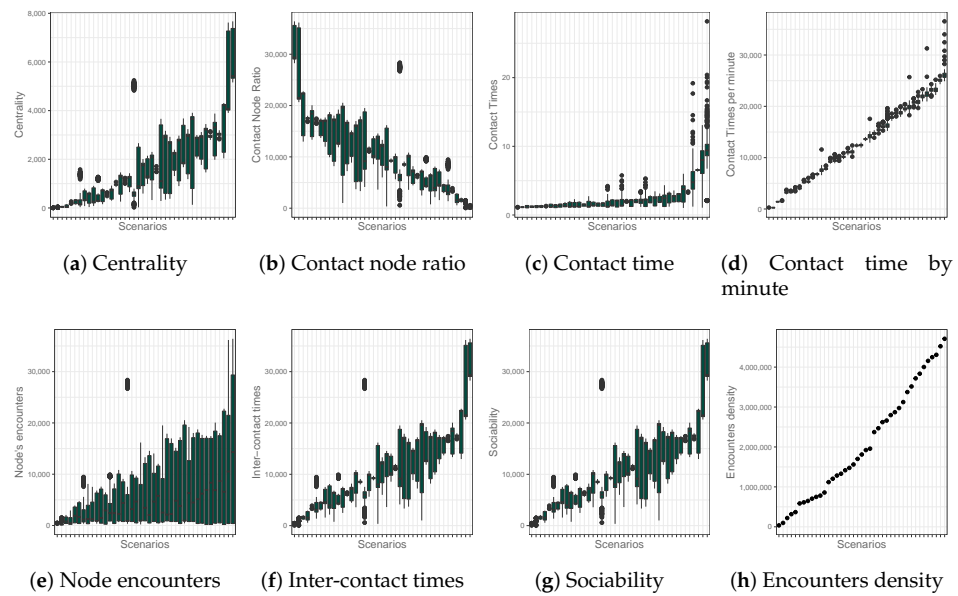 8,000
6,000
4,000
2,000
0
Centrality
Scenarios
(a) Centrality
30,000
20,000
10,000
0
Contact Node Ratio
Scenarios
(b) Contact node ratio
20
10
0
Contact Times
Scenarios
(c) Contact time
30,000
20,000
10,000
0
Contact Times per minute
Scenarios
(d) Contact time by
minute
30,000
20,000
10,000
0
Node's encounters
Scenarios
(e) Node encounters
30,000
20,000
10,000
0
Inter−contact times
Scenarios
(f) Inter-contact times
30,000
20,000
10,000
0
Sociability
Scenarios
(g) Sociability
4,000,000
3,000,000
2,000,000
1,000,000
0
Encounters density
Scenarios
(h) Encounters density